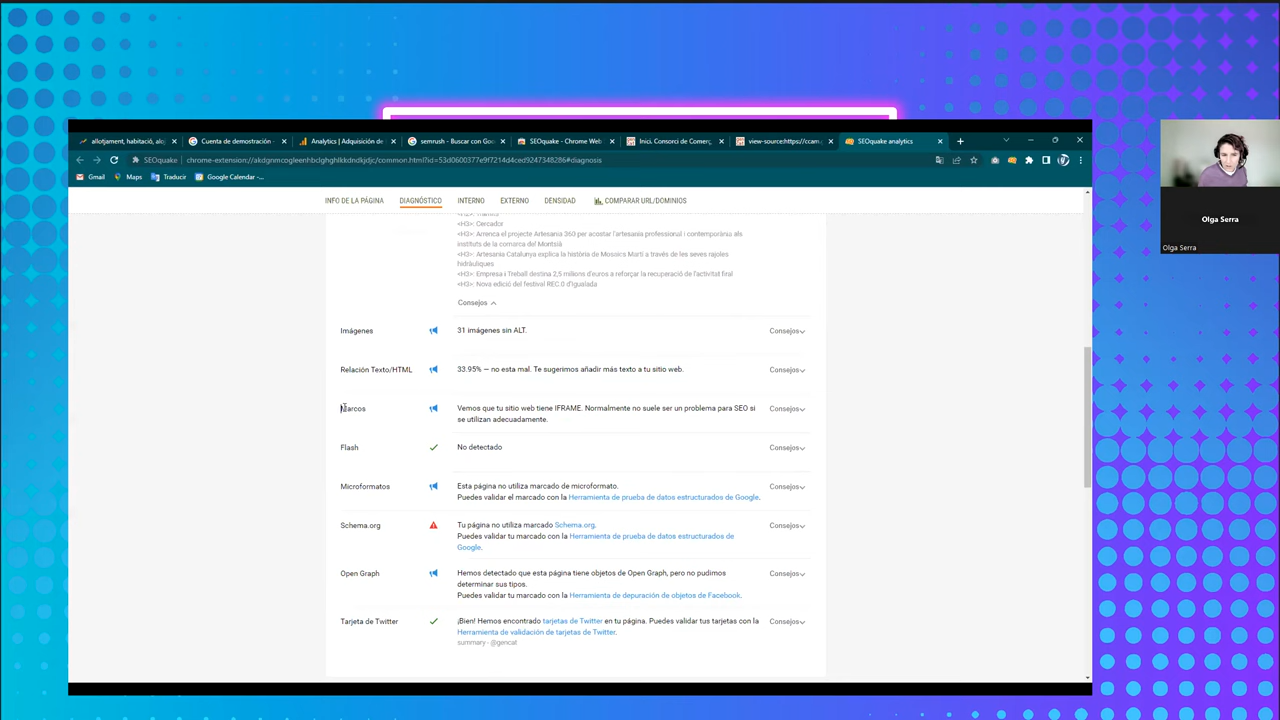 allotjament, habitació, aloj
Cuenta de demostración -
Analytics | Adquisición de
semrush - Buscar con Goo
SEOquake - Chrome Web
Inici. Consorci de Comerç,
view-source:https://ccam.g
SEOquake analytics
SEOquake | chrome-extension://akdgnmcogleenhbclghghlkkdndkjdjc/common.html?id=53d0600377e9f7214d4ced9247348286#diagnosis
Gmail Maps Traducir Google Calendar -...
INFO DE LA PÁGINA DIAGNÓSTICO INTERNO EXTERNO DENSIDAD COMPARAR URL/DOMINIOS
<H2>: Tràmits
<H3>: Cercador
<H3>: Arrenca el projecte Artesania 360 per acostar l'artesania professional i contemporània als
instituts de la comarca del Montsià
<H3>: Artesania Catalunya explica la història de Mosaics Martí a través de les seves rajoles
hidràuliques
<H3>: Empresa i Treball destina 2,5 milions d'euros a reforçar la recuperació de l'activitat firal
<H3>: Nova edició del festival REC.0 d'Igualada
Consejos
Imágenes 31 imágenes sin ALT. Consejos
Relación Texto/HTML 33.95% — no esta mal. Te sugerimos añadir más texto a tu sitio web. Consejos
Marcos Vemos que tu sitio web tiene IFRAME. Normalmente no suele ser un problema para SEO si Consejos
se utilizan adecuadamente.
Flash No detectado Consejos
Microformatos Esta página no utiliza marcado de microformato. Consejos
Puedes validar el marcado con la Herramienta de prueba de datos estructurados de Google.
Schema.org Tu página no utiliza marcado Schema.org. Consejos
Puedes validar tu marcado con la Herramienta de prueba de datos estructurados de
Google.
Open Graph Hemos detectado que esta página tiene objetos de Open Graph, pero no pudimos Consejos
determinar sus tipos.
Puedes validar tu marcado con la Herramienta de depuración de objetos de Facebook.
Tarjeta de Twitter ¡Bien! Hemos encontrado tarjetas de Twitter en tu página. Puedes validar tus tarjetas con la Consejos
Herramienta de validación de tarjetas de Twitter.
summary - @gencat
Olga Serra
Olga Serra